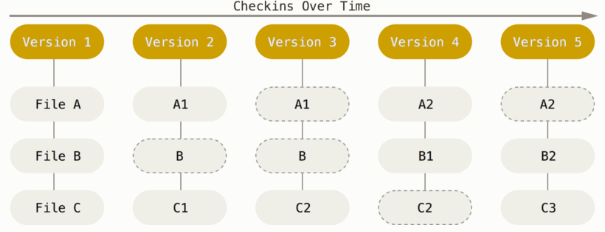 Checkins Over Time
Version 1 Version 2 Version 3 Version 4 Version 5
File A A1 A1 A2 A2
File B B B B1 B2
File C C1 C2 C2 C3